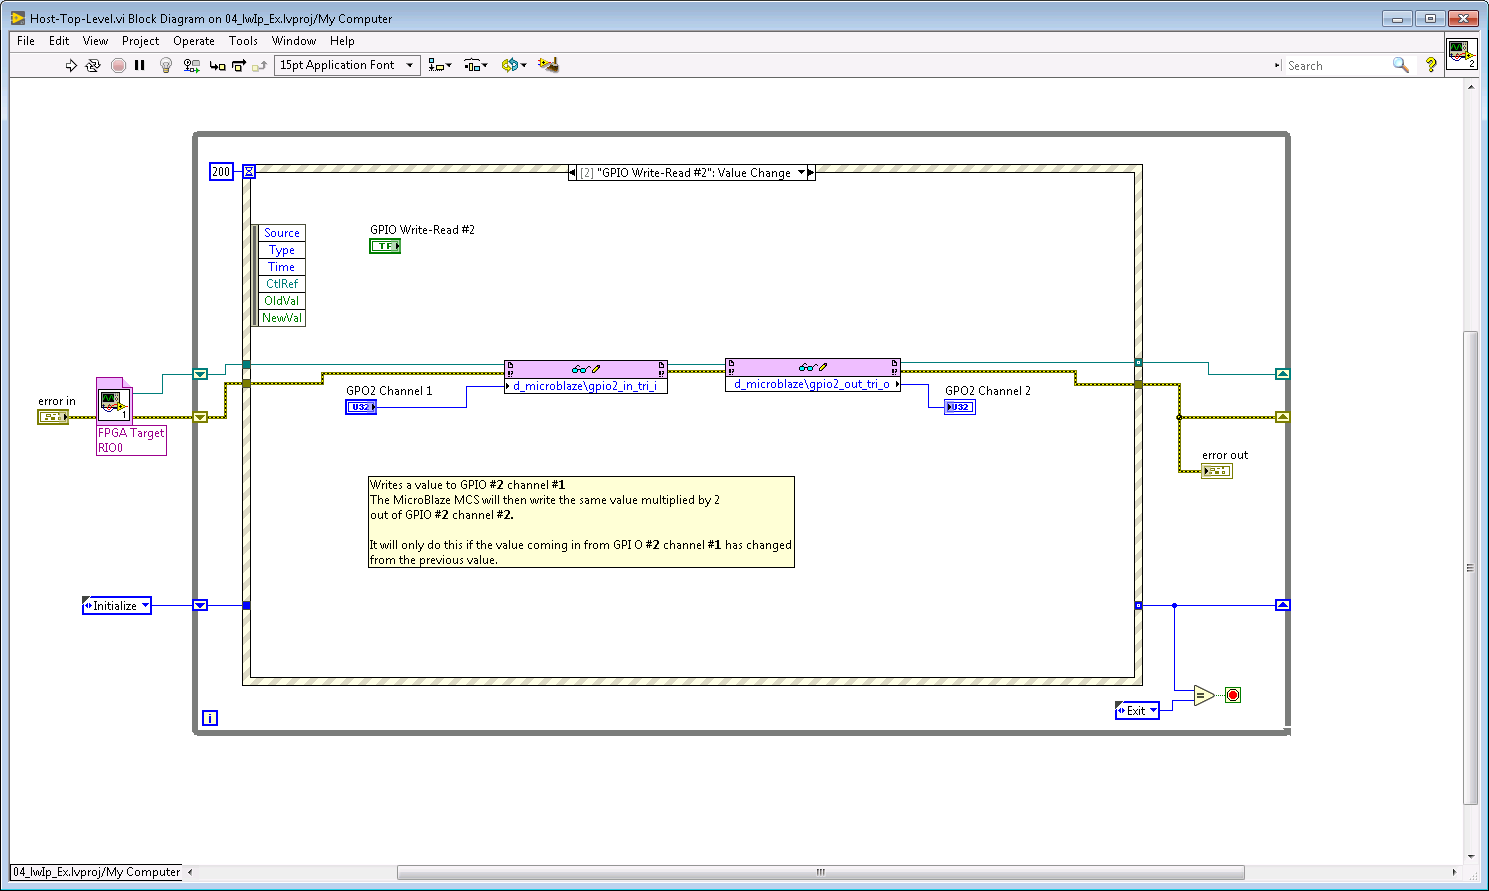 Host-Top-Level.vi Block Diagram on 04_lwIp_Ex.lvproj/My Computer
File Edit View Project Operate Tools Window Help
15pt Application Font
Search
2
200
[2] "GPIO Write-Read #2": Value Change
Source
Type
Time
CtlRef
OldVal
NewVal
GPIO Write-Read #2
TF
error in
1
FPGA Target
RIO0
GPO2 Channel 1
U32
d_microblaze\gpio2_in_tri_i
d_microblaze\gpio2_out_tri_o
GPO2 Channel 2
U32
error out
Writes a value to GPIO #2 channel #1
The MicroBlaze MCS will then write the same value multiplied by 2
out of GPIO #2 channel #2.
It will only do this if the value coming in from GPI O #2 channel #1 has changed
from the previous value.
Initialize
Exit
=
i
04_lwIp_Ex.lvproj/My Computer